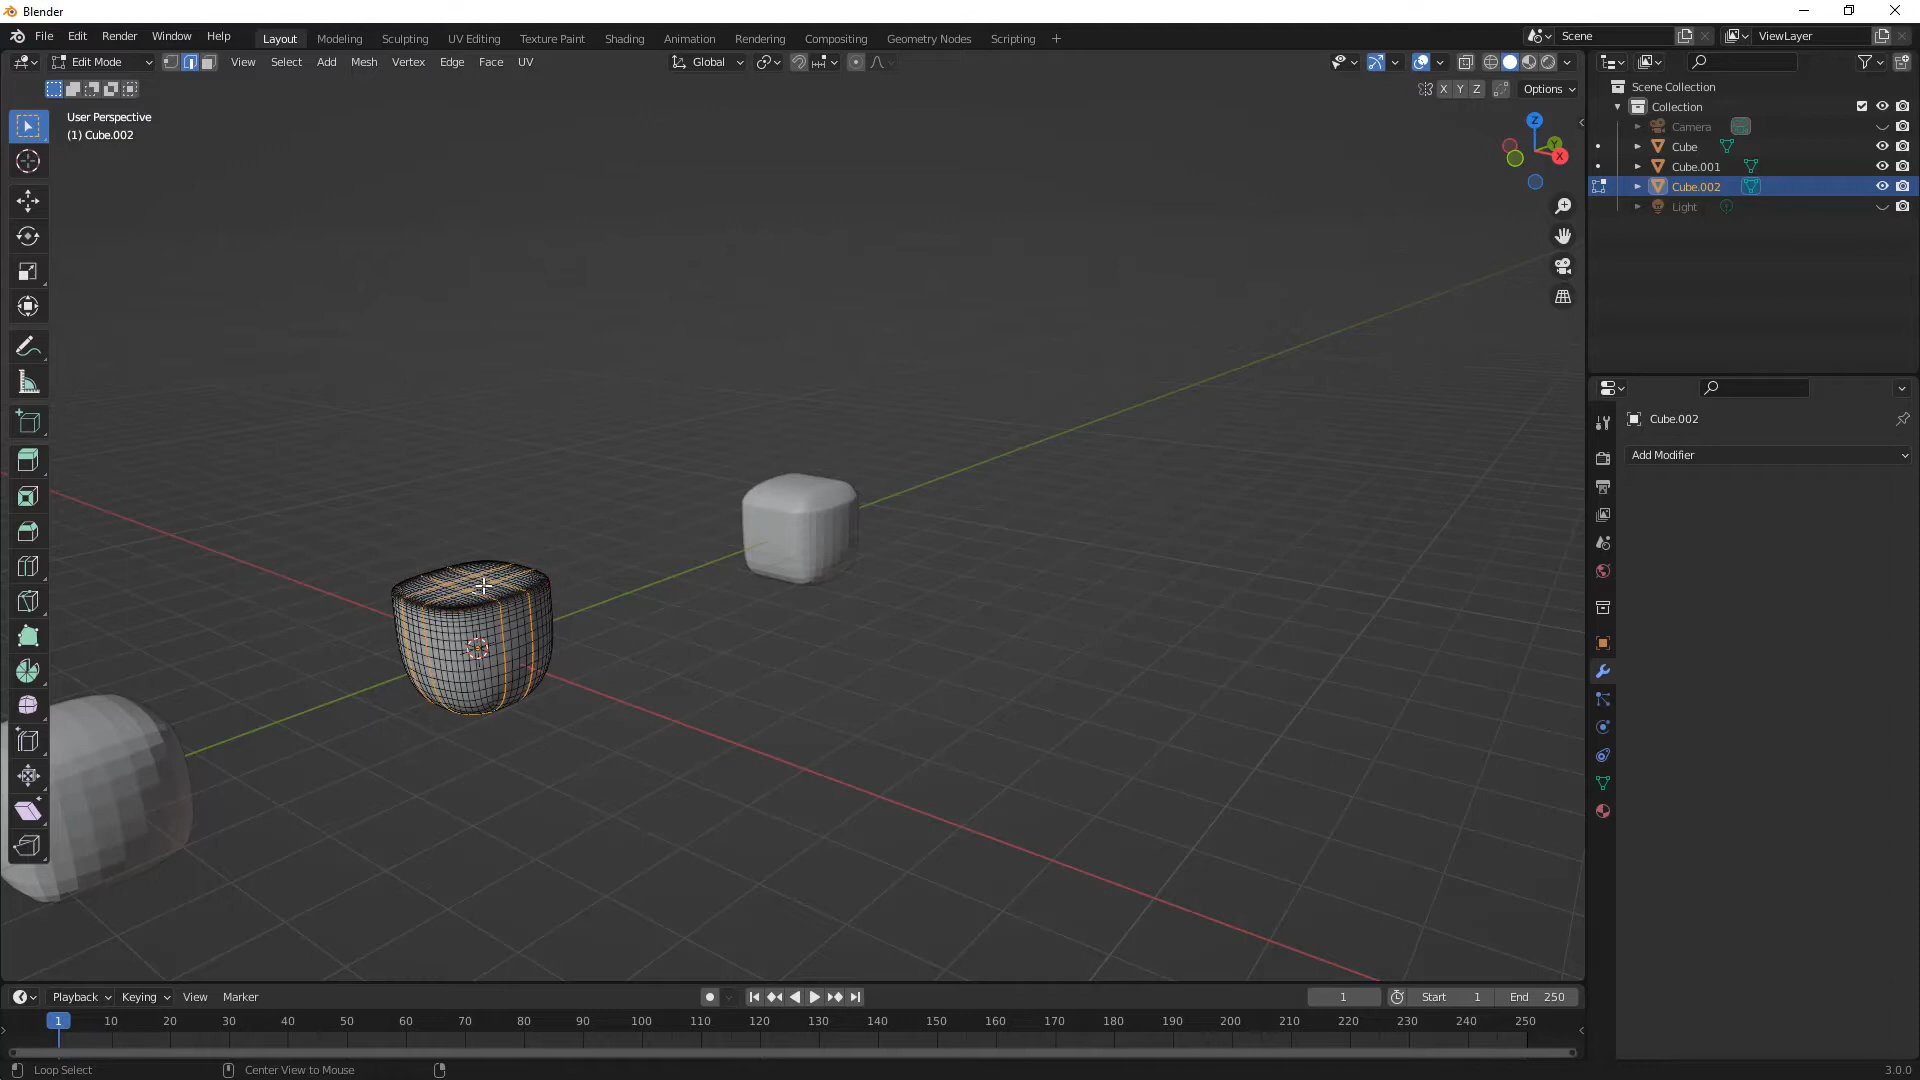 Blender
File Edit Render Window Help
Layout Modeling Sculpting UV Editing Texture Paint Shading Animation Rendering Compositing Geometry Nodes Scripting +
Scene
ViewLayer
Edit Mode View Select Add Mesh Vertex Edge Face UV
Global
X Y Z
Options
User Perspective
(1) Cube.002
Z
Y
X
Scene Collection
Collection
Camera
Cube
Cube.001
Cube.002
Light
Cube.002
Add Modifier
Playback Keying View Marker
1
Start 1
End 250
1 10 20 30 40 50 60 70 80 90 100 110 120 130 140 150 160 170 180 190 200 210 220 230 240 250
Loop Select
Center View to Mouse
3.0.0